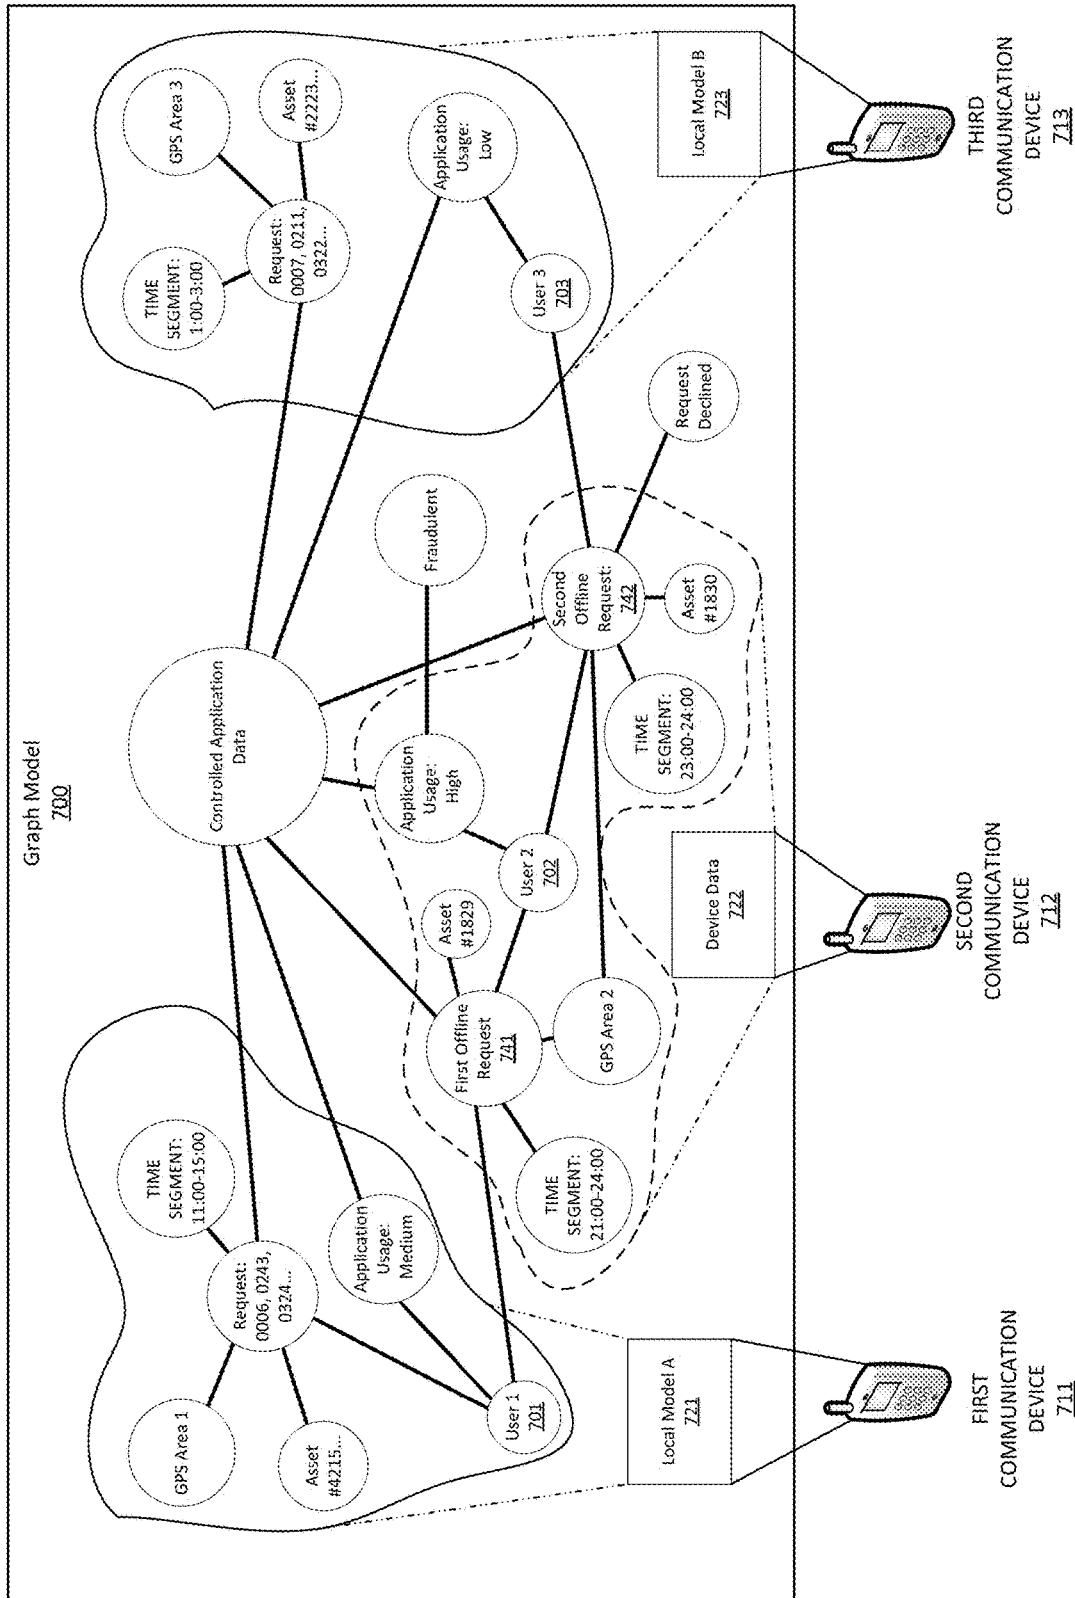 Graph Model
700
Controlled Application
Data
GPS Area 1
TIME
SEGMENT:
11:00-15:00
Request:
0006, 0243,
0324...
Asset
#4215...
Application
Usage:
Medium
User 1
701
First Offline
Request
741
Asset
#1829
TIME
SEGMENT:
21:00-24:00
GPS Area 2
User 2
702
Application
Usage:
High
Fraudulent
Second
Offline
Request:
742
TIME
SEGMENT:
23:00-24:00
Asset
#1830
Request
Declined
TIME
SEGMENT:
1:00-3:00
GPS Area 3
Request:
0007, 0211,
0322...
Asset
#2223...
Application
Usage:
Low
User 3
703
Local Model A
721
Device Data
722
Local Model B
723
FIRST
COMMUNICATION
DEVICE
711
SECOND
COMMUNICATION
DEVICE
712
THIRD
COMMUNICATION
DEVICE
713